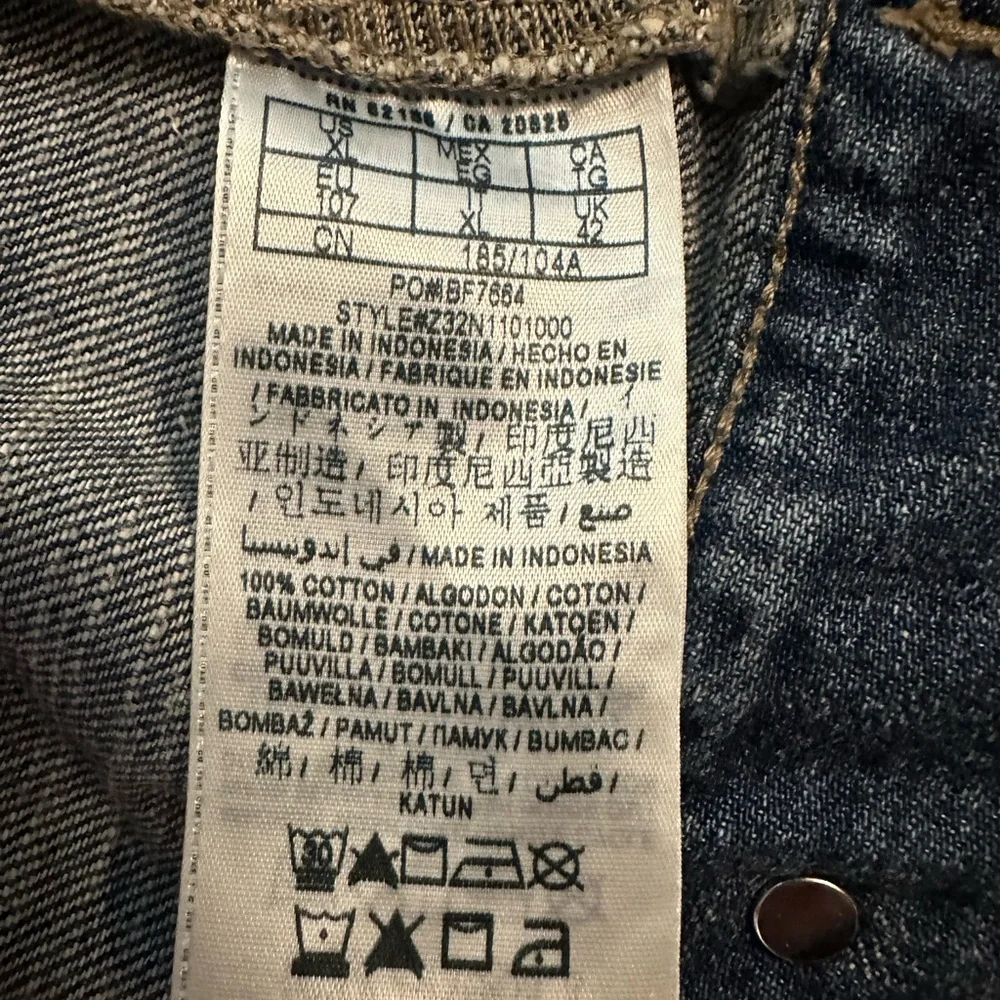 RN 62196 / CA 20828
US MEX CA
XL EG TG
EU IT UK
107 XL 42
CN 185/104A
PO#BF7664
STYLE#Z32N1101000
MADE IN INDONESIA / HECHO EN
INDONESIA / FABRIQUE EN INDONESIE
/ FABBRICATO IN INDONESIA / イ
ンドネシア製 / 印度尼西
亚制造 / 印度尼西亞製造
/ 인도네시아 제품 / صنع
في إندونيسيا / MADE IN INDONESIA
100% COTTON / ALGODON / COTON /
BAUMWOLLE / COTONE / KATOEN /
BOMULD / BAMBAKI / ALGODÃO /
PUUVILLA / BOMULL / PUUVILL /
BAWEŁNA / BAVLNA / BAVLNA /
BOMBAŽ / PAMUT / ПАМУК / BUMBAC /
綿 / 棉 / 棉 / 면 / قطن /
KATUN
30